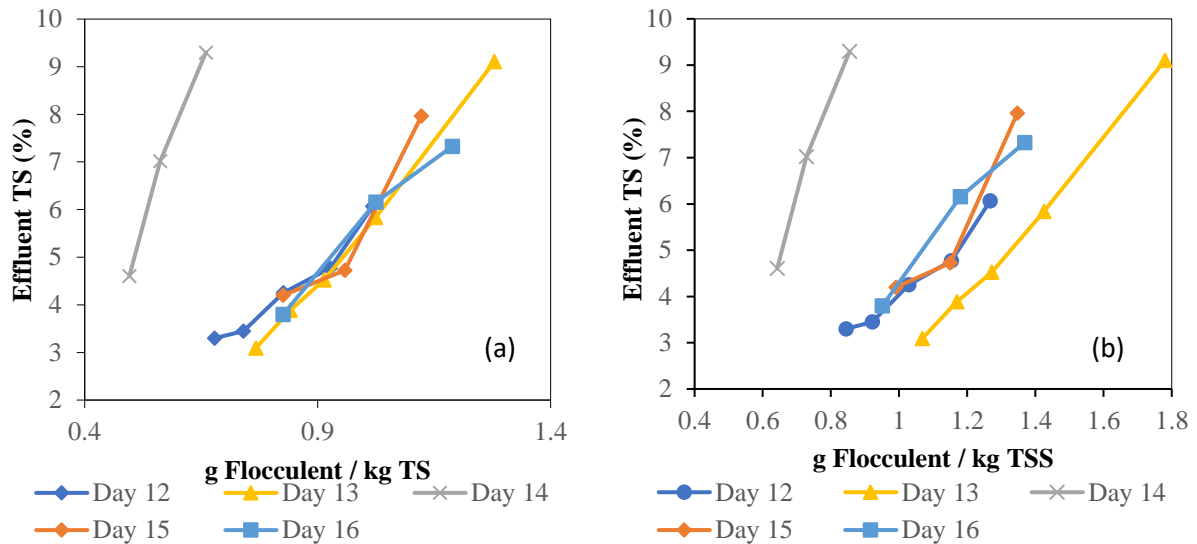 10
9
8
7
6
5
4
3
2
Effluent TS (%)
(a)
0.4 0.9 1.4
g Flocculent / kg TS
Day 12 Day 13 Day 14
Day 15 Day 16
10
9
8
7
6
5
4
3
2
Effluent TS (%)
(b)
0.4 0.6 0.8 1 1.2 1.4 1.6 1.8
g Flocculent / kg TSS
Day 12 Day 13 Day 14
Day 15 Day 16